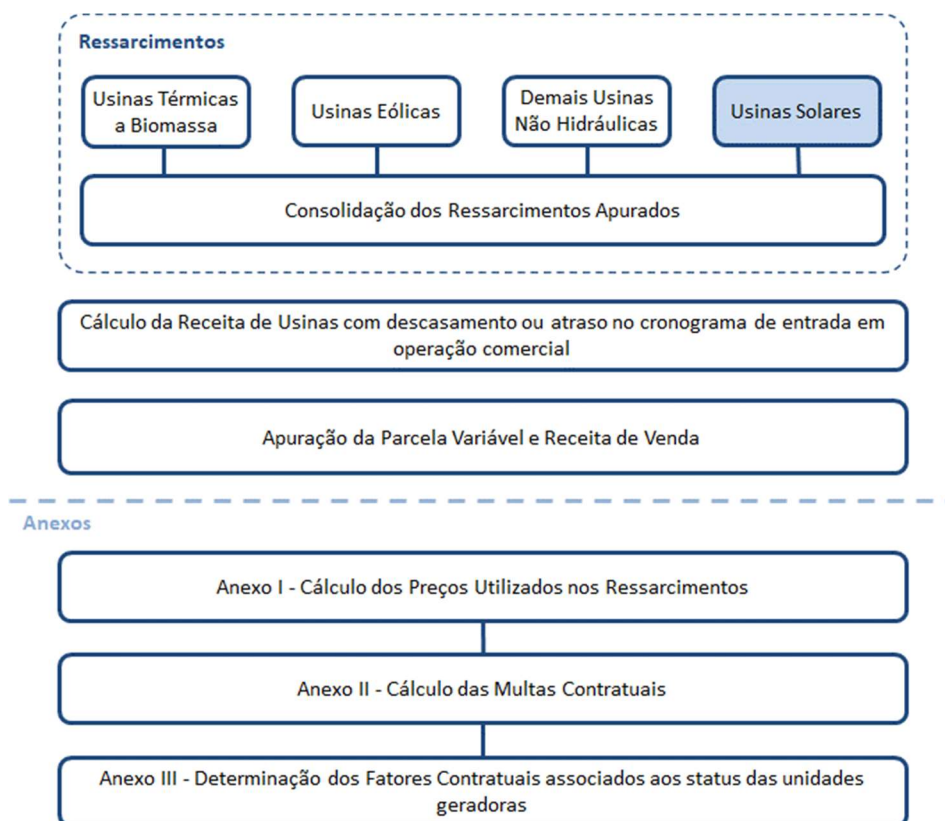 Ressarcimentos
Usinas Térmicas
a Biomassa
Usinas Eólicas
Demais Usinas
Não Hidráulicas
Usinas Solares
Consolidação dos Ressarcimentos Apurados
Cálculo da Receita de Usinas com descasamento ou atraso no cronograma de entrada em
operação comercial
Apuração da Parcela Variável e Receita de Venda
Anexos
Anexo I - Cálculo dos Preços Utilizados nos Ressarcimentos
Anexo II - Cálculo das Multas Contratuais
Anexo III - Determinação dos Fatores Contratuais associados aos status das unidades
geradoras